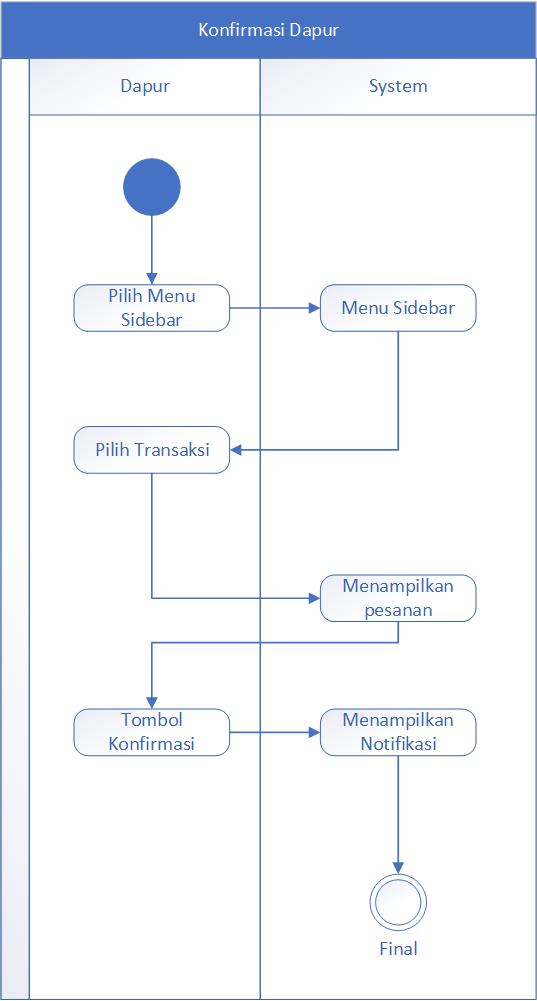 Konfirmasi Dapur
Dapur
System
Pilih Menu
Sidebar
Menu Sidebar
Pilih Transaksi
Menampilkan
pesanan
Tombol
Konfirmasi
Menampilkan
Notifikasi
Final